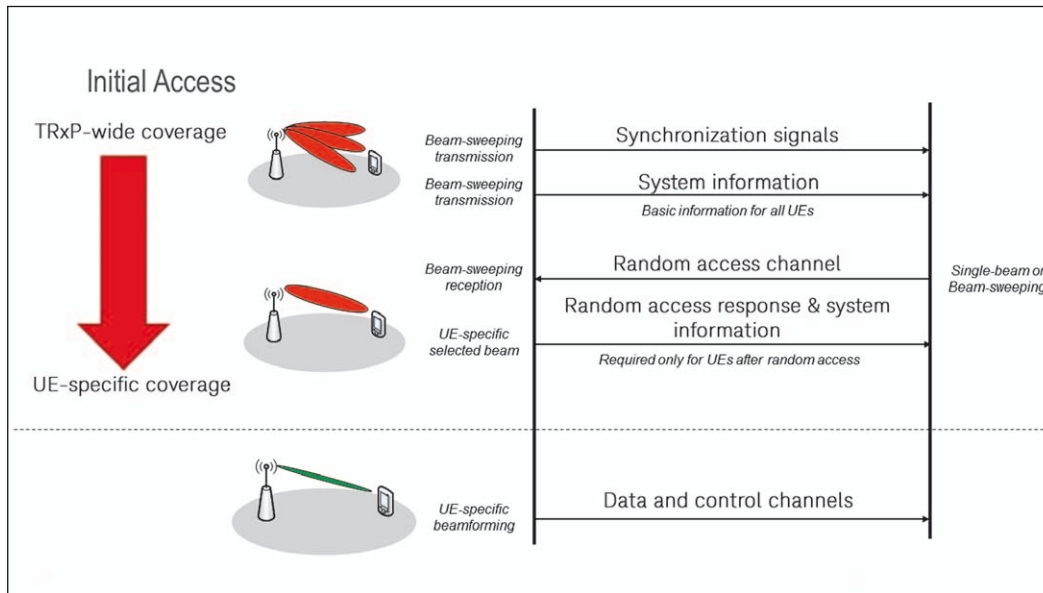 Initial Access
TRxP-wide coverage
Beam-sweeping
transmission
Synchronization signals
Beam-sweeping
transmission
System information
Basic information for all UEs
Beam-sweeping
reception
Random access channel
Single-beam or
Beam-sweeping
UE-specific
selected beam
Random access response & system
information
Required only for UEs after random access
UE-specific coverage
UE-specific
beamforming
Data and control channels